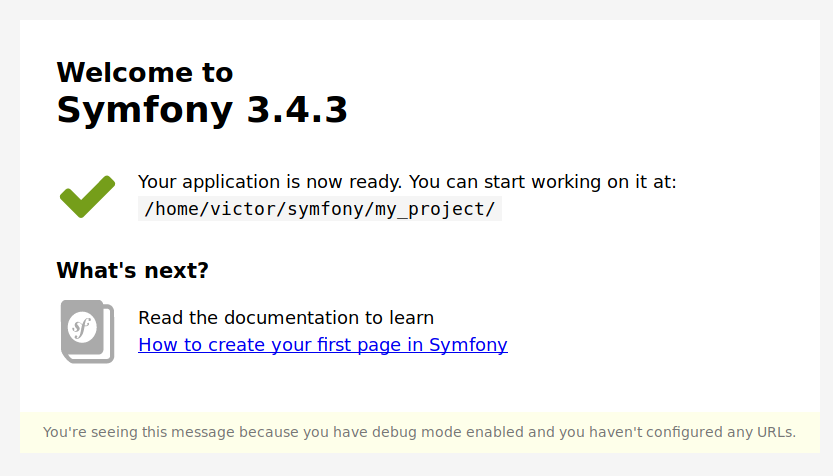 Welcome to
Symfony 3.4.3
Your application is now ready. You can start working on it at:
/home/victor/symfony/my_project/
What's next?
sf
Read the documentation to learn
How to create your first page in Symfony
You're seeing this message because you have debug mode enabled and you haven't configured any URLs.